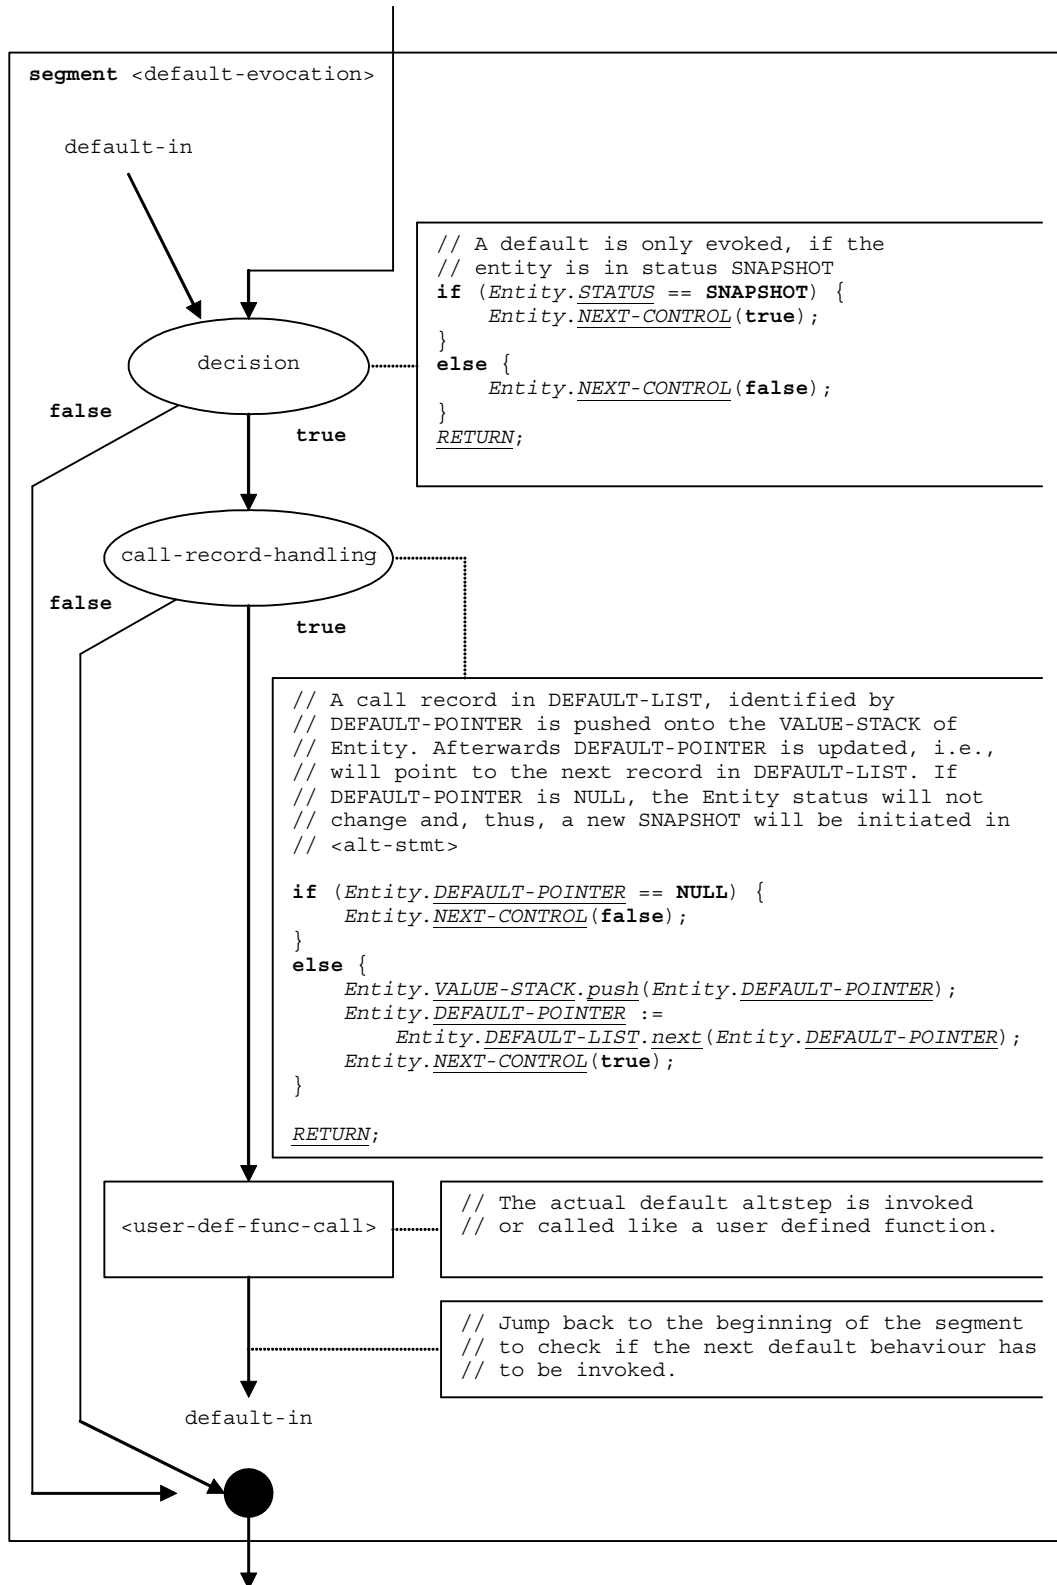 segment <default-evocation>
default-in
// A default is only evoked, if the
// entity is in status SNAPSHOT
if (Entity.STATUS == SNAPSHOT) {
    Entity.NEXT-CONTROL(true);
}
else {
    Entity.NEXT-CONTROL(false);
}
RETURN;
decision
false
true
call-record-handling
false
true
// A call record in DEFAULT-LIST, identified by
// DEFAULT-POINTER is pushed onto the VALUE-STACK of
// Entity. Afterwards DEFAULT-POINTER is updated, i.e.,
// will point to the next record in DEFAULT-LIST. If
// DEFAULT-POINTER is NULL, the Entity status will not
// change and, thus, a new SNAPSHOT will be initiated in
// <alt-stmt>
if (Entity.DEFAULT-POINTER == NULL) {
    Entity.NEXT-CONTROL(false);
}
else {
    Entity.VALUE-STACK.push(Entity.DEFAULT-POINTER);
    Entity.DEFAULT-POINTER :=
        Entity.DEFAULT-LIST.next(Entity.DEFAULT-POINTER);
    Entity.NEXT-CONTROL(true);
}
RETURN;
<user-def-func-call>
// The actual default altstep is invoked
// or called like a user defined function.
// Jump back to the beginning of the segment
// to check if the next default behaviour has
// to be invoked.
default-in